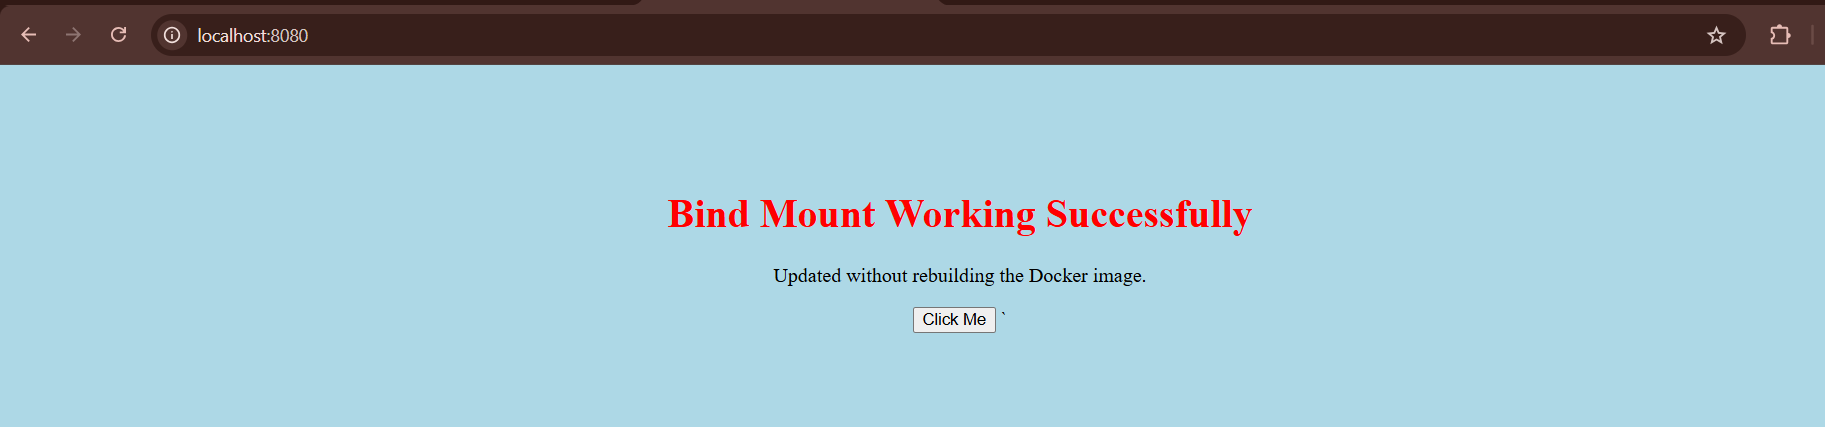 localhost:8080
Bind Mount Working Successfully
Updated without rebuilding the Docker image.
Click Me `